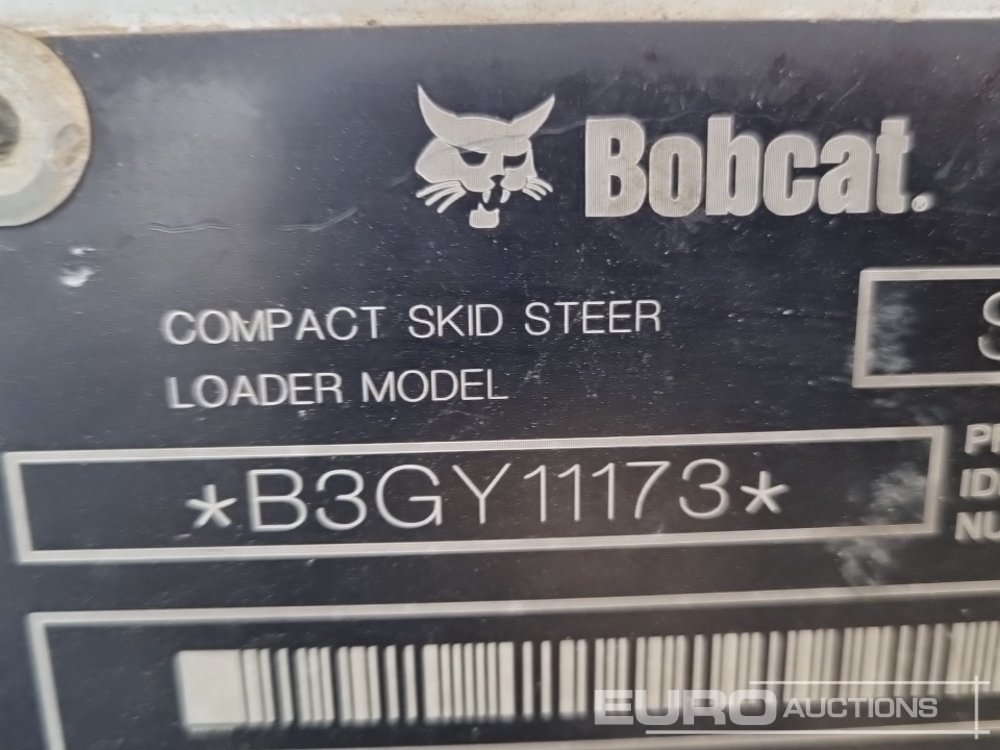 Bobcat®
COMPACT SKID STEER
LOADER MODEL
*B3GY11173*
EURO AUCTIONS